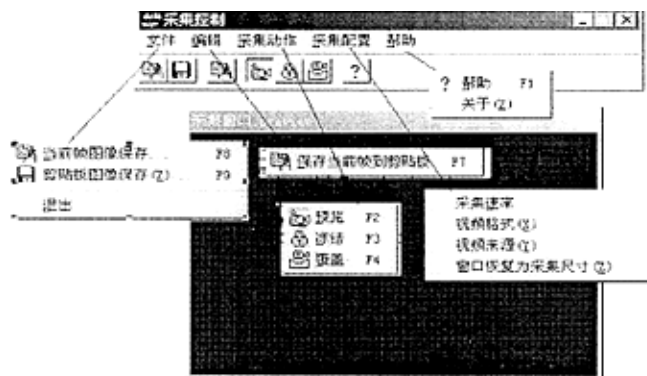 采集控制
文件 编辑 采集动作 采集配置 帮助
?
? 帮助 F1
关于(Z)
当前帧图像保存... F8
剪贴板图像保存(Z) F9
退出
保存当前帧到剪贴板 F7
预览 F2
冻结 F3
F4
采集速率
视频格式(X)
视频来源(Y)
窗口恢复为采集尺寸(Z)